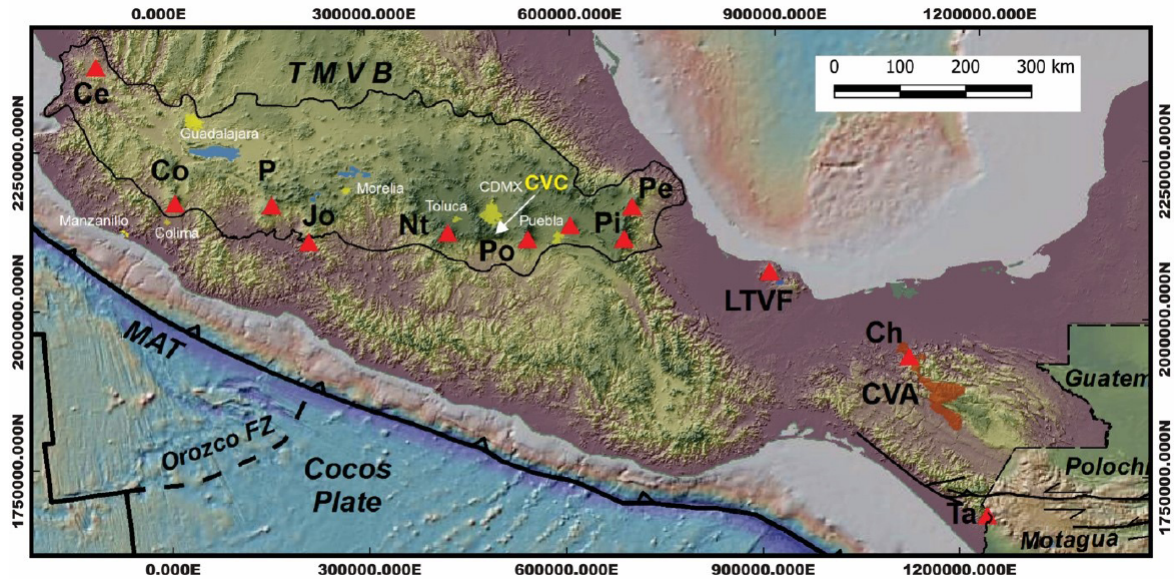 0.000E 300000.000E 600000.000E 900000.000E 1200000.000E
TMVB
0 100 200 300 km
Ce
Guadalajara
2250000.000N
2250000.000N
Co
P
Morelia
CDMX
CVC
Pe
Jo
Toluca
Manzanillo
Colima
Nt
Puebla
Pi
Po
LTVF
2000000.000N
2000000.000N
MAT
Ch
Guatem
CVA
Orozco FZ
Cocos
Plate
Polochi
1750000.000N
1750000.000N
Ta
Motagua
0.000E 300000.000E 600000.000E 900000.000E 1200000.000E